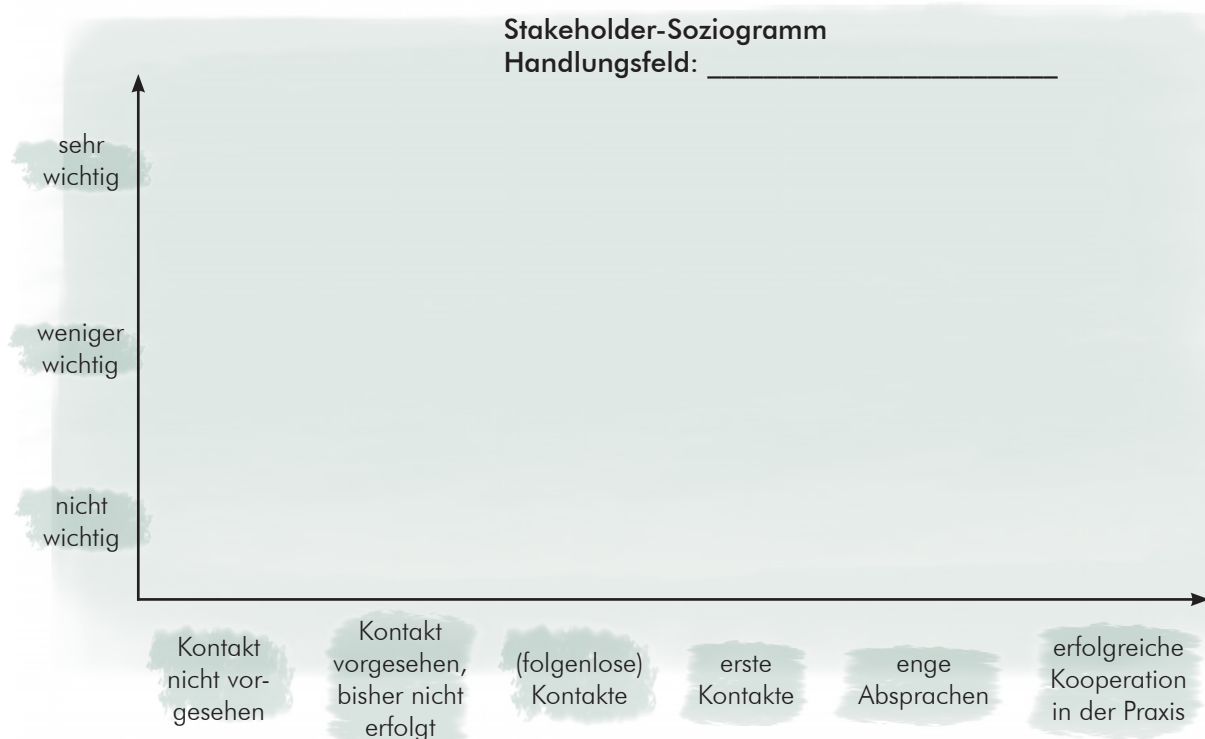 Stakeholder-Soziogramm
Handlungsfeld: _________________________
sehr
wichtig
weniger
wichtig
nicht
wichtig
Kontakt
nicht vor-
gesehen
Kontakt
vorgesehen,
bisher nicht
erfolgt
(folgenlose)
Kontakte
erste
Kontakte
enge
Absprachen
erfolgreiche
Kooperation
in der Praxis